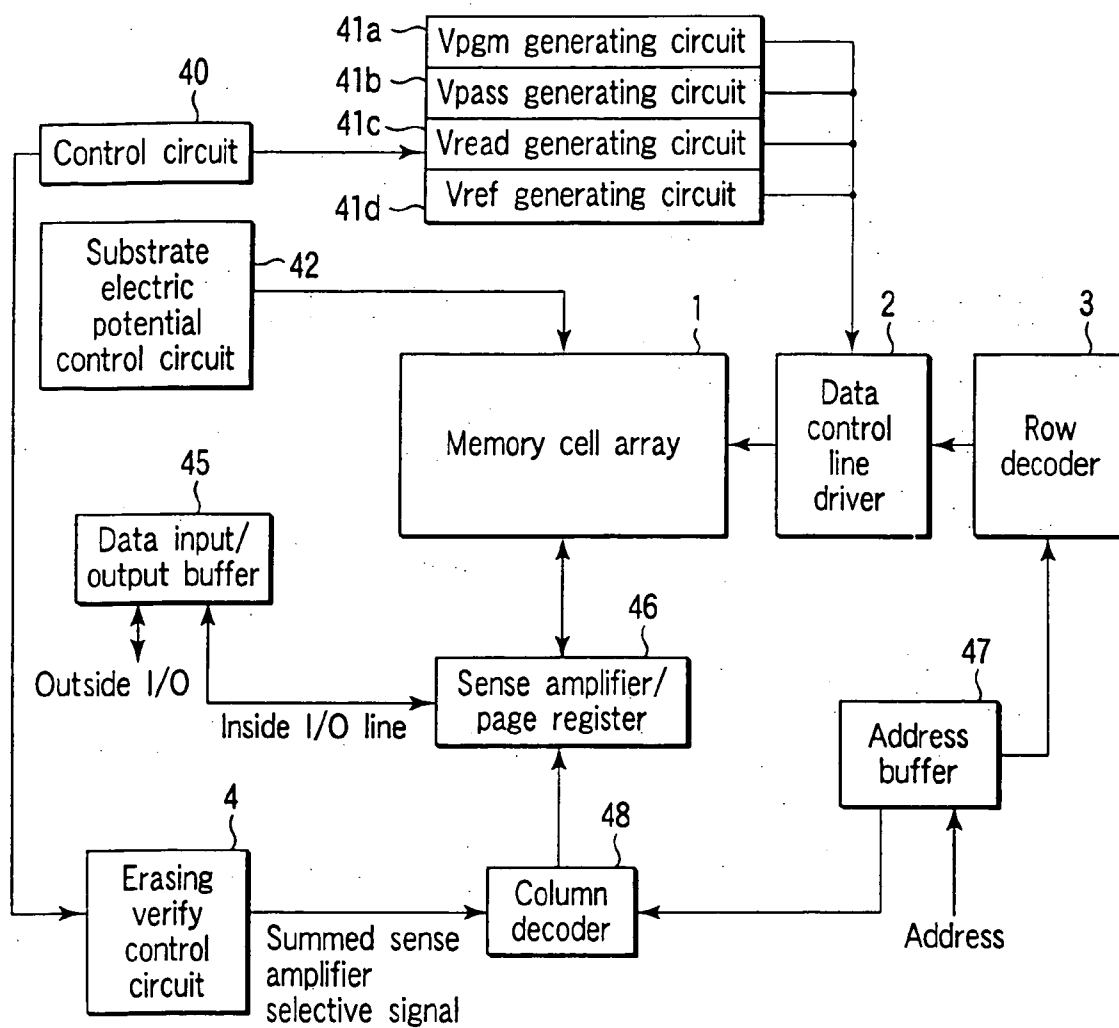 41a
Vpgm generating circuit
41b
Vpass generating circuit
40
41c
Control circuit
Vread generating circuit
41d
Vref generating circuit
Substrate
electric
potential
control circuit
42
1
2
3
Memory cell array
Data
control
line
driver
Row
decoder
45
Data input/
output buffer
Outside I/O
Inside I/O line
46
Sense amplifier/
page register
47
Address
buffer
4
Erasing
verify
control
circuit
Summed sense
amplifier
selective signal
48
Column
decoder
Address